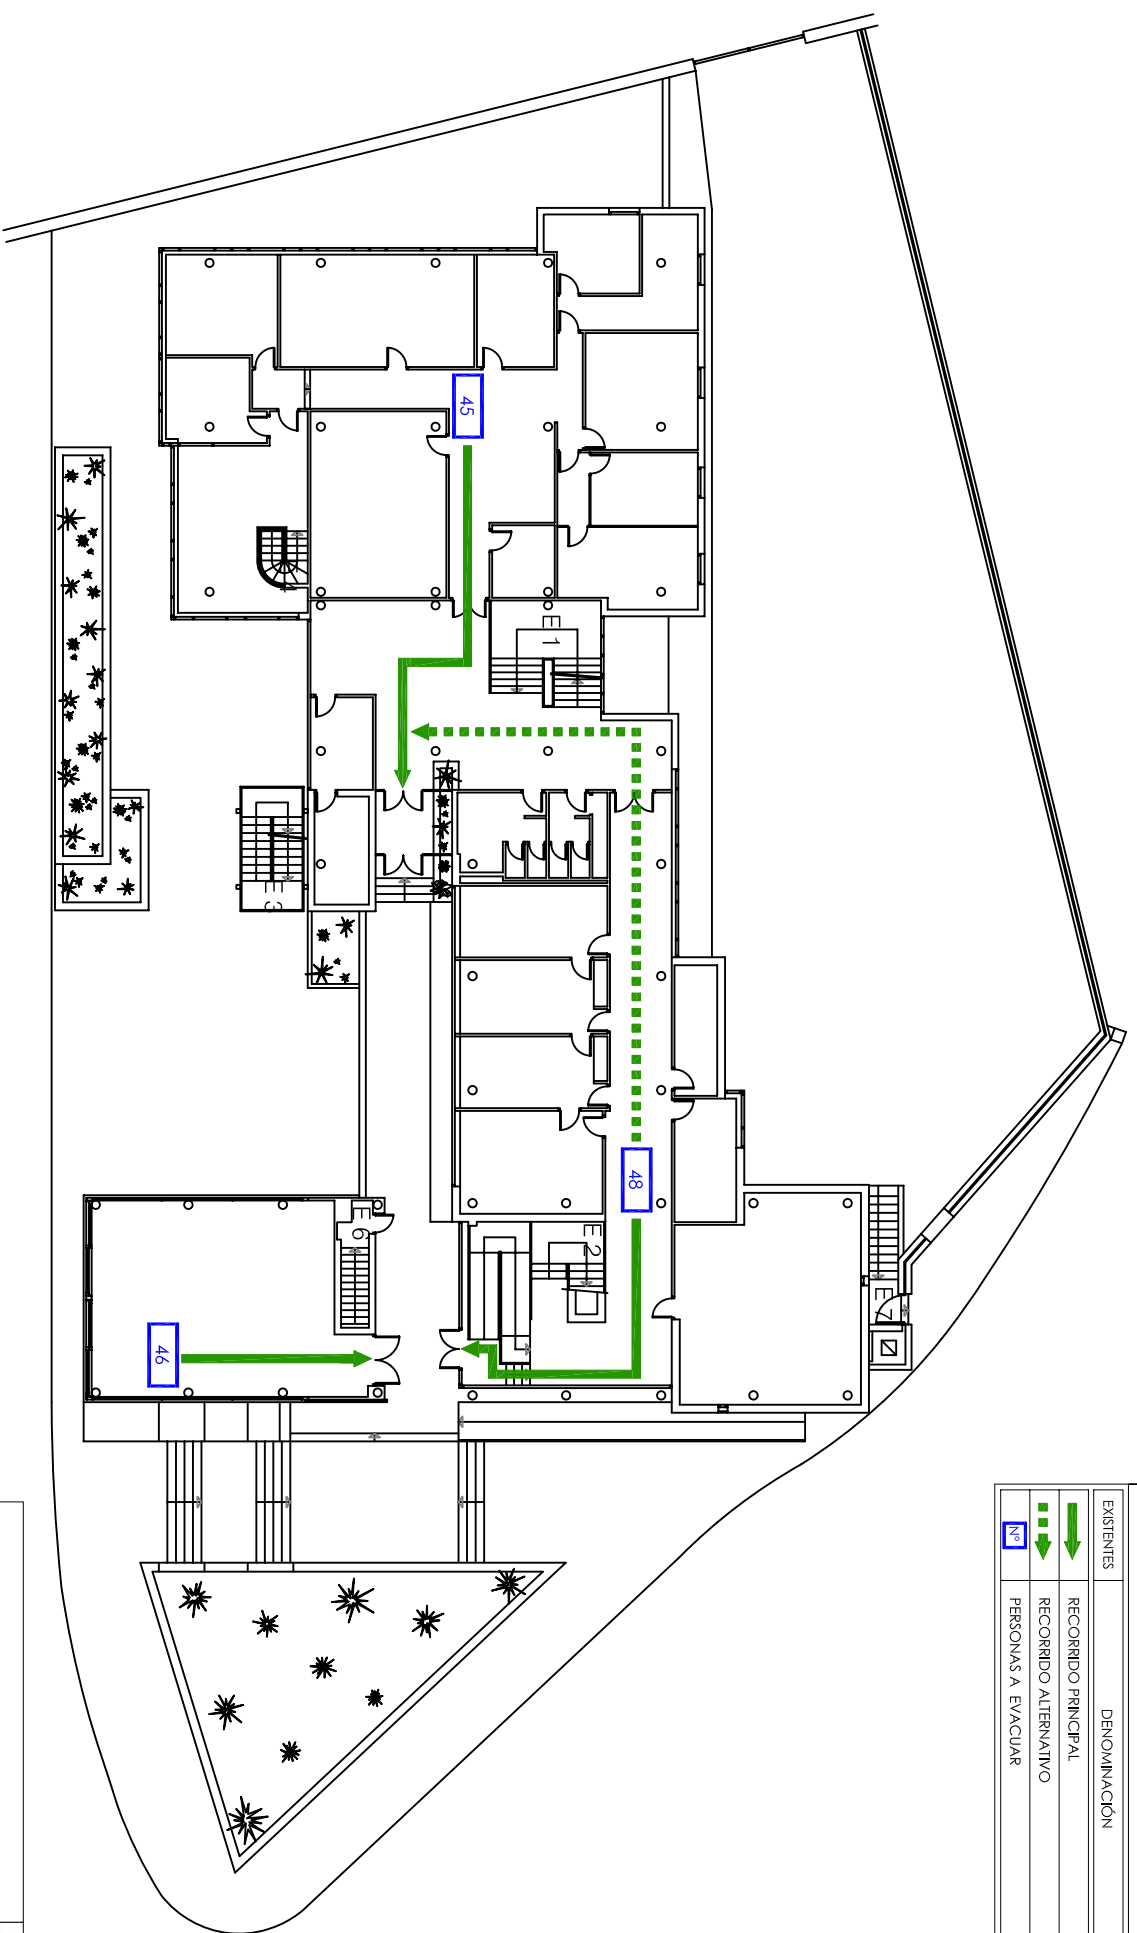 EXISTENTES
DENOMINACIÓN
RECORRIDO PRINCIPAL
RECORRIDO ALTERNATIVO
Nº
PERSONAS A EVACUAR
45
E 1
E 3
48
E 2
E 6
E 7
46